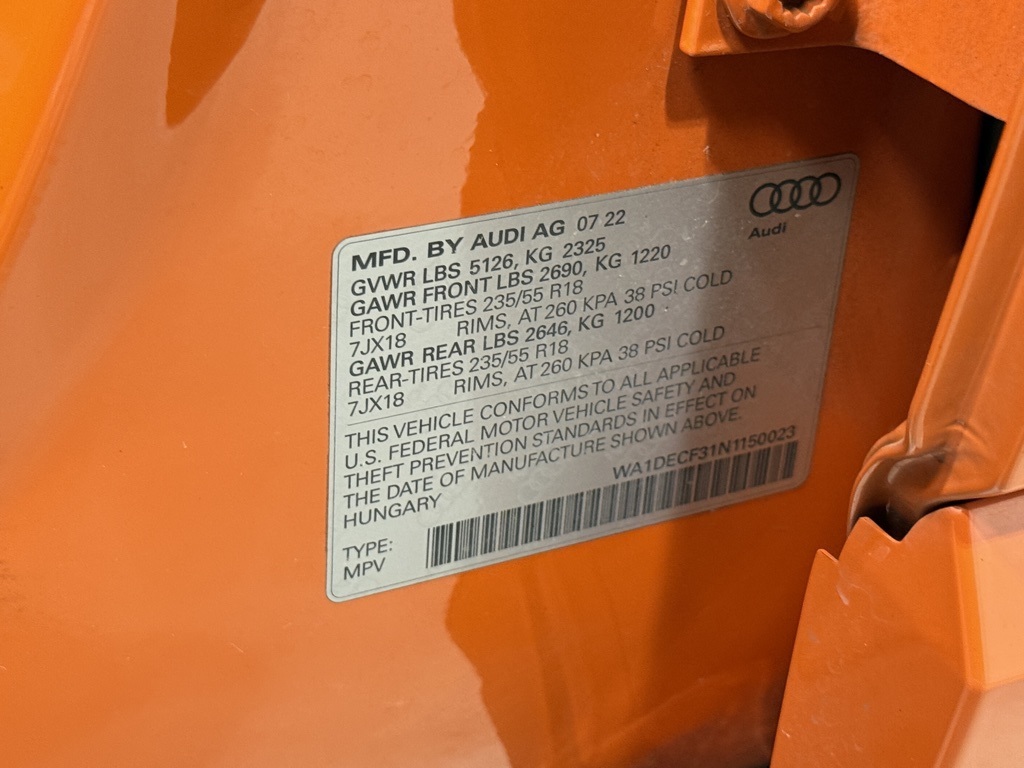 MFD. BY AUDI AG 07 22
Audi
GVWR LBS 5126, KG 2325
GAWR FRONT LBS 2690, KG 1220
FRONT-TIRES 235/55 R18
7JX18 RIMS, AT 260 KPA 38 PSI COLD
GAWR REAR LBS 2646, KG 1200
REAR-TIRES 235/55 R18
7JX18 RIMS, AT 260 KPA 38 PSI COLD
THIS VEHICLE CONFORMS TO ALL APPLICABLE
U.S. FEDERAL MOTOR VEHICLE SAFETY AND
THEFT PREVENTION STANDARDS IN EFFECT ON
THE DATE OF MANUFACTURE SHOWN ABOVE.
HUNGARY WA1DECF31N1150023
TYPE:
MPV